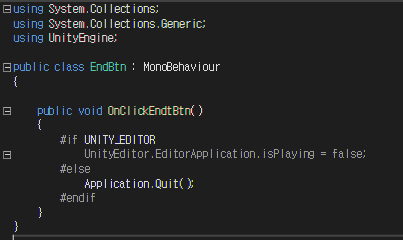 using System.Collections;
using System.Collections.Generic;
using UnityEngine;
public class EndBtn : MonoBehaviour
{
public void OnClickEndtBtn()
{
#if UNITY_EDITOR
UnityEditor.EditorApplication.isPlaying = false;
#else
Application.Quit();
#endif
}
}